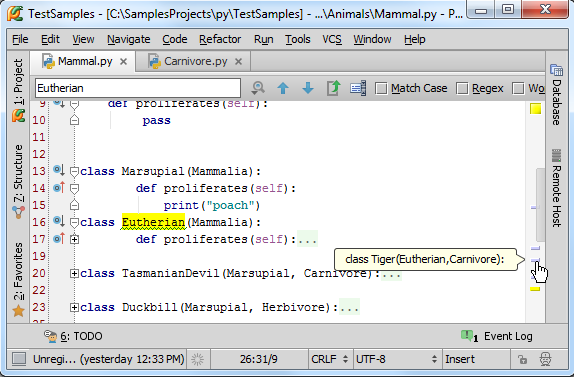 TestSamples - [C:\SamplesProjects\py\TestSamples] - ...\Animals\Mammal.py - P...
File Edit View Navigate Code Refactor Run Tools VCS Window Help
Mammal.py Carnivore.py
Eutherian Match Case Regex Wo
1: Project
7: Structure
2: Favorites
Database
Remote Host
9 def proliferates(self):
10 pass
11
12
13 class Marsupial(Mammalia):
14 def proliferates(self):
15 print("poach")
16 class Eutherian(Mammalia):
17 def proliferates(self):...
19
class Tiger(Eutherian,Carnivore):
20 class TasmanianDevil(Marsupial, Carnivore):...
22
23 class Duckbill(Marsupial, Herbivore):...
6: TODO 1 Event Log
Unregi... (yesterday 12:33 PM) 26:31/9 CRLF UTF-8 Insert